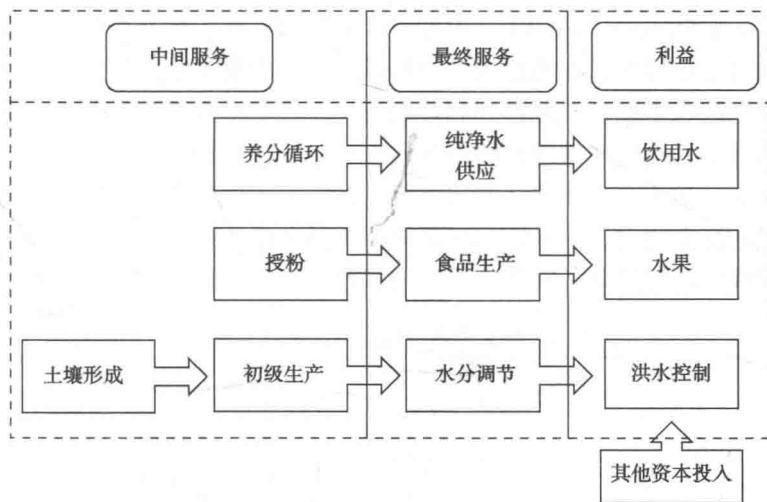 中间服务
最终服务
利益
养分循环
纯净水
供应
饮用水
授粉
食品生产
水果
土壤形成
初级生产
水分调节
洪水控制
其他资本投入